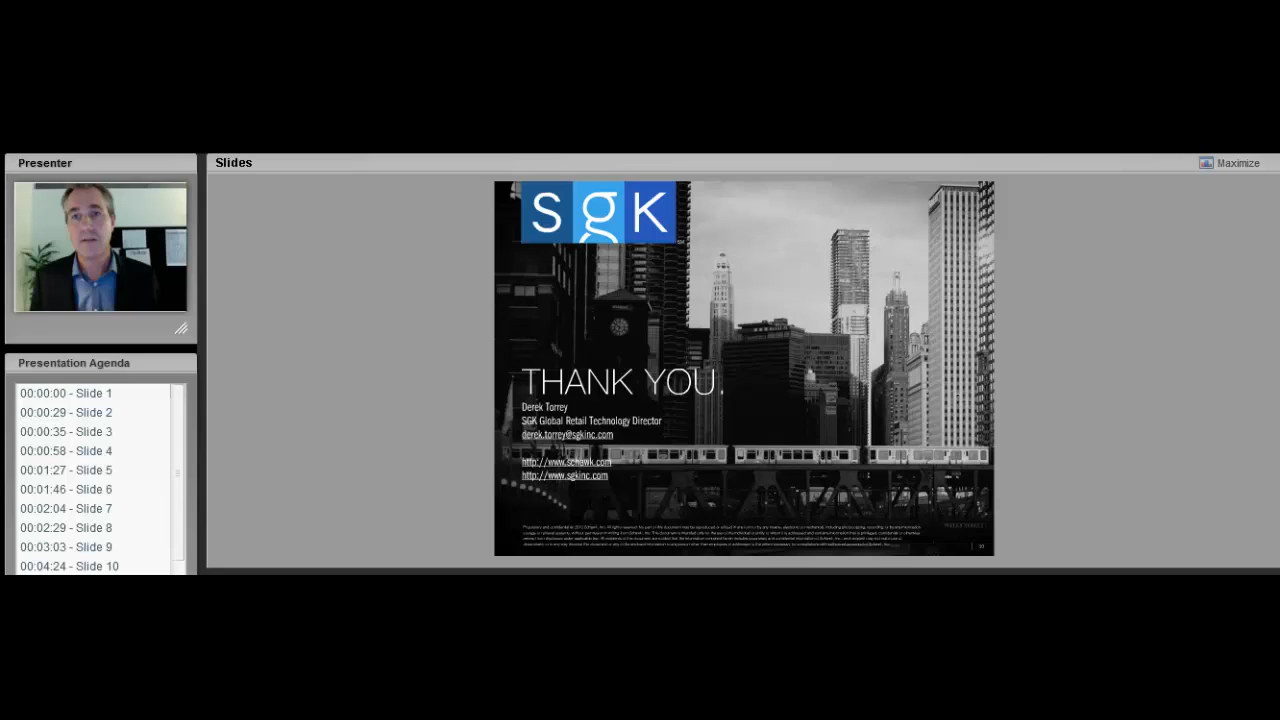 Presenter
Slides
Maximize
SgK
THANK YOU.
Derek Torrey
SGK Global Retail Technology Director
derek.torrey@sgkinc.com
http://www.schawk.com
http://www.sgkinc.com
Presentation Agenda
00:00:00 - Slide 1
00:00:29 - Slide 2
00:00:35 - Slide 3
00:00:58 - Slide 4
00:01:27 - Slide 5
00:01:46 - Slide 6
00:02:04 - Slide 7
00:02:29 - Slide 8
00:03:03 - Slide 9
00:04:24 - Slide 10